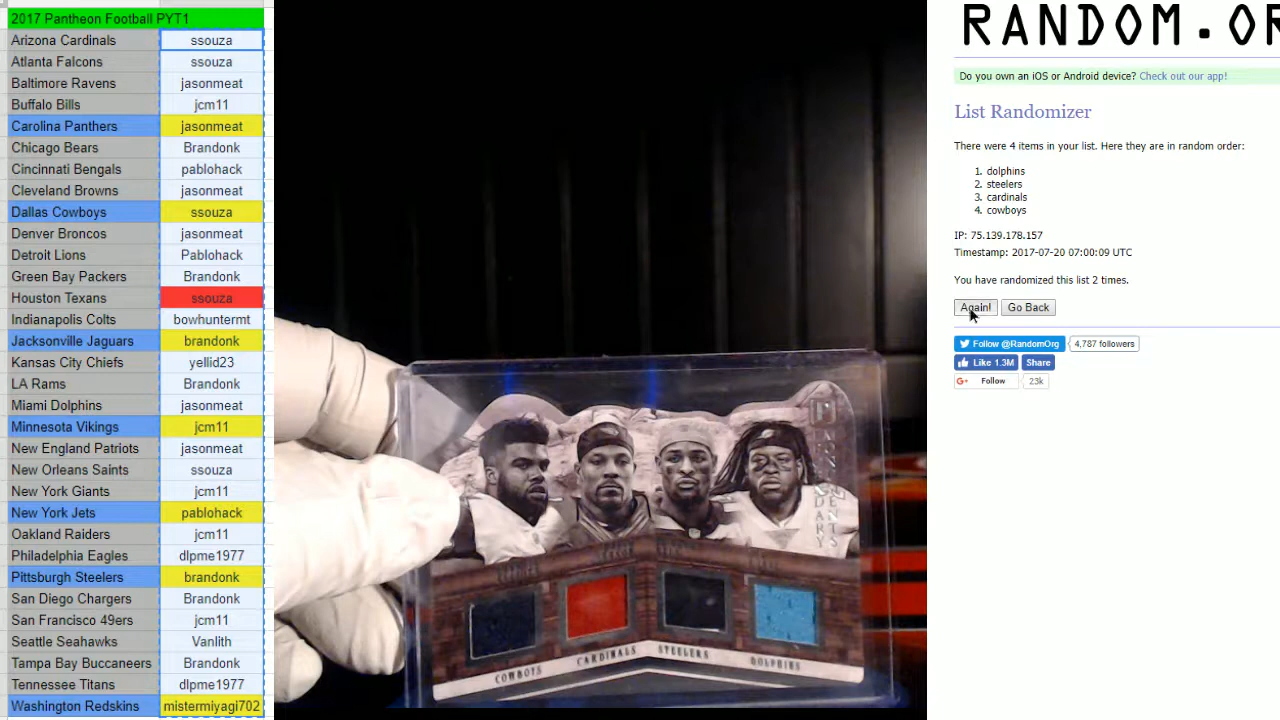 2017 Pantheon Football PYT1
Arizona Cardinals ssouza
Atlanta Falcons ssouza
Baltimore Ravens jasonmeat
Buffalo Bills jcm11
Carolina Panthers jasonmeat
Chicago Bears Brandonk
Cincinnati Bengals pablohack
Cleveland Browns jasonmeat
Dallas Cowboys ssouza
Denver Broncos jasonmeat
Detroit Lions Pablohack
Green Bay Packers Brandonk
Houston Texans ssouza
Indianapolis Colts bowhuntermt
Jacksonville Jaguars brandonk
Kansas City Chiefs yellid23
LA Rams Brandonk
Miami Dolphins jasonmeat
Minnesota Vikings jcm11
New England Patriots jasonmeat
New Orleans Saints ssouza
New York Giants jcm11
New York Jets pablohack
Oakland Raiders jcm11
Philadelphia Eagles dlpme1977
Pittsburgh Steelers brandonk
San Diego Chargers Brandonk
San Francisco 49ers jcm11
Seattle Seahawks Vanlith
Tampa Bay Buccaneers Brandonk
Tennessee Titans dlpme1977
Washington Redskins mistermiyagi702
COWBOYS CARDINALS STEELERS DOLPHINS
RANDOM.OR
Do you own an iOS or Android device? Check out our app!
List Randomizer
There were 4 items in your list. Here they are in random order:
1. dolphins
2. steelers
3. cardinals
4. cowboys
IP: 75.139.178.157
Timestamp: 2017-07-20 07:00:09 UTC
You have randomized this list 2 times.
Again! Go Back
Follow @RandomOrg 4,787 followers
Like 1.3M Share
G+ Follow 23k